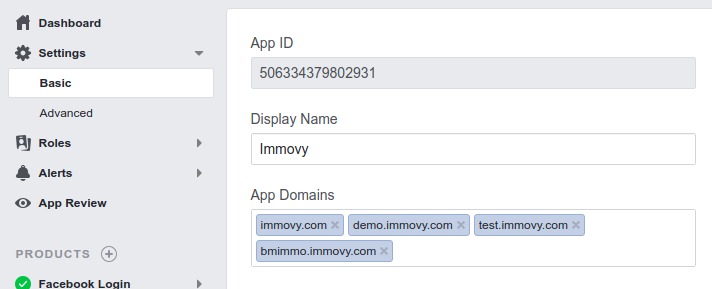 Dashboard
Settings
Basic
Advanced
Roles
Alerts
App Review
PRODUCTS
Facebook Login
App ID
506334379802931
Display Name
Immovy
App Domains
immovy.com × demo.immovy.com × test.immovy.com ×
bmimmo.immovy.com ×